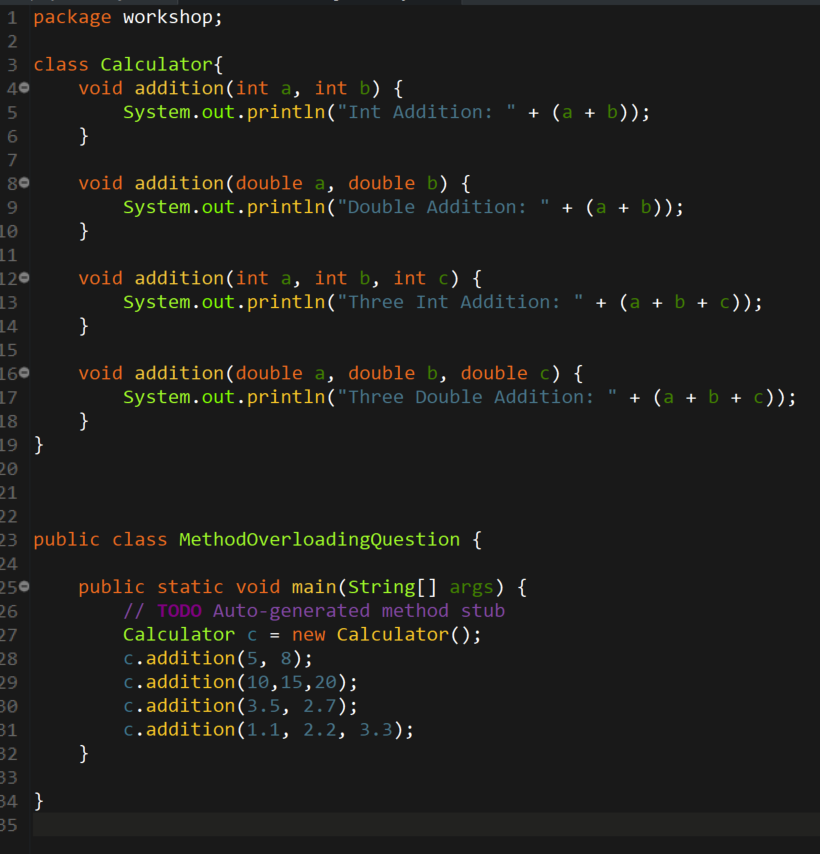 1 package workshop;
2
3 class Calculator{
4 void addition(int a, int b) {
5 System.out.println("Int Addition: " + (a + b));
6 }
7
8 void addition(double a, double b) {
9 System.out.println("Double Addition: " + (a + b));
10 }
11
12 void addition(int a, int b, int c) {
13 System.out.println("Three Int Addition: " + (a + b + c));
14 }
15
16 void addition(double a, double b, double c) {
17 System.out.println("Three Double Addition: " + (a + b + c));
18 }
19 }
20
21
22
23 public class MethodOverloadingQuestion {
24
25 public static void main(String[] args) {
26 // TODO Auto-generated method stub
27 Calculator c = new Calculator();
28 c.addition(5, 8);
29 c.addition(10,15,20);
30 c.addition(3.5, 2.7);
31 c.addition(1.1, 2.2, 3.3);
32 }
33
34 }
35